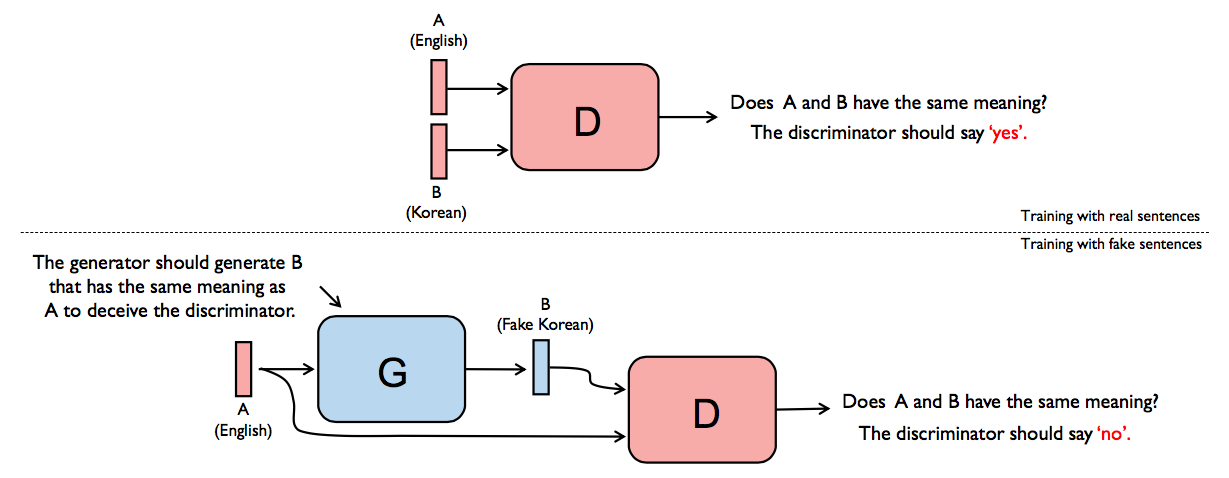 A
(English)
D
Does A and B have the same meaning?
The discriminator should say ‘yes’.
B
(Korean)
Training with real sentences
Training with fake sentences
The generator should generate B
that has the same meaning as
A to deceive the discriminator.
B
(Fake Korean)
G
A
(English)
D
Does A and B have the same meaning?
The discriminator should say ‘no’.